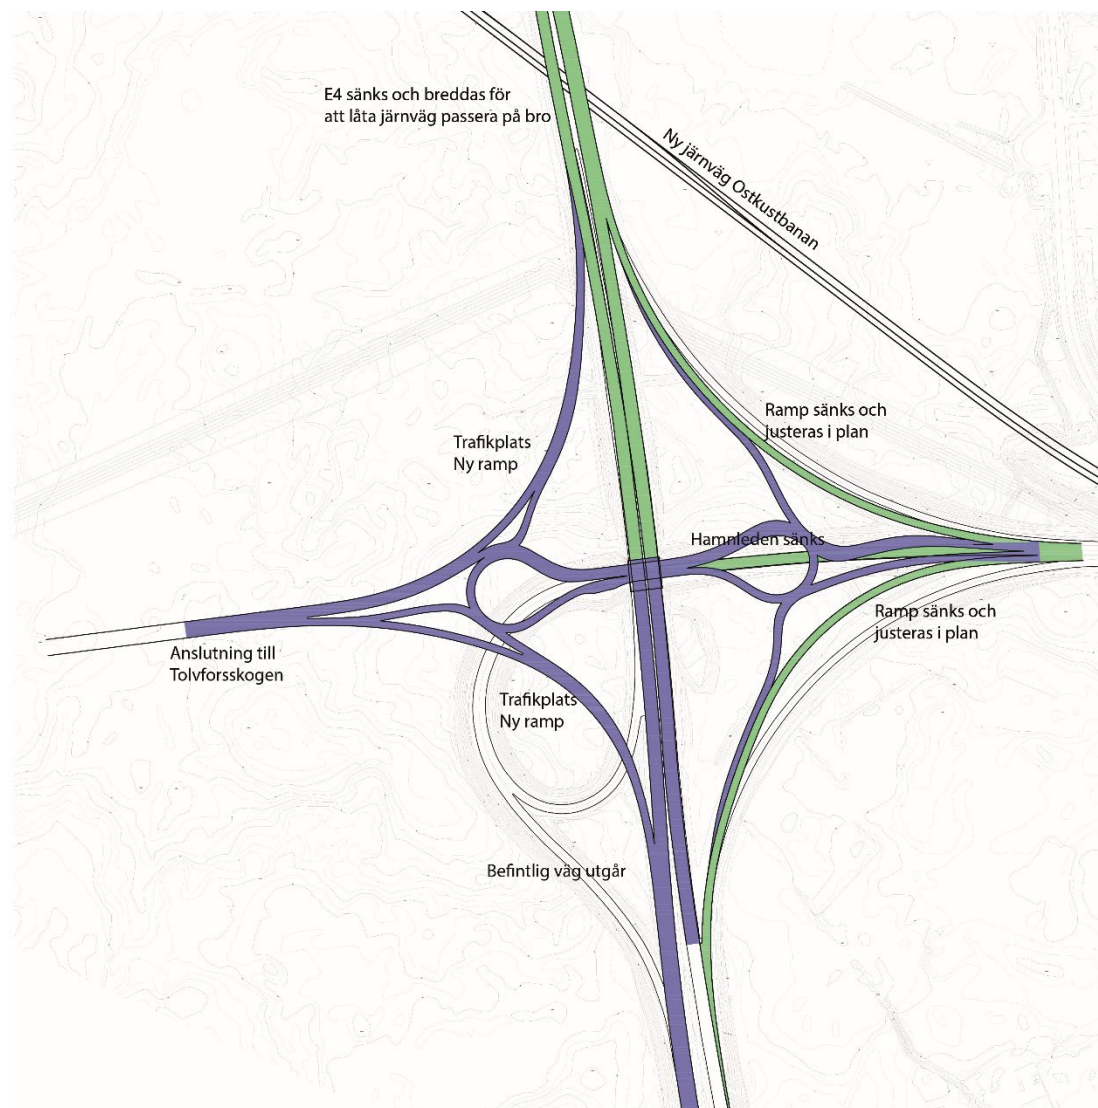 E4 sänks och breddas för
att låta järnväg passera på bro
Ny järnväg Ostkustbanan
Ramp sänks och
justeras i plan
Trafikplats
Ny ramp
Hamnleden sänks
Ramp sänks och
justeras i plan
Anslutning till
Tolvforsskogen
Trafikplats
Ny ramp
Befintlig väg utgår